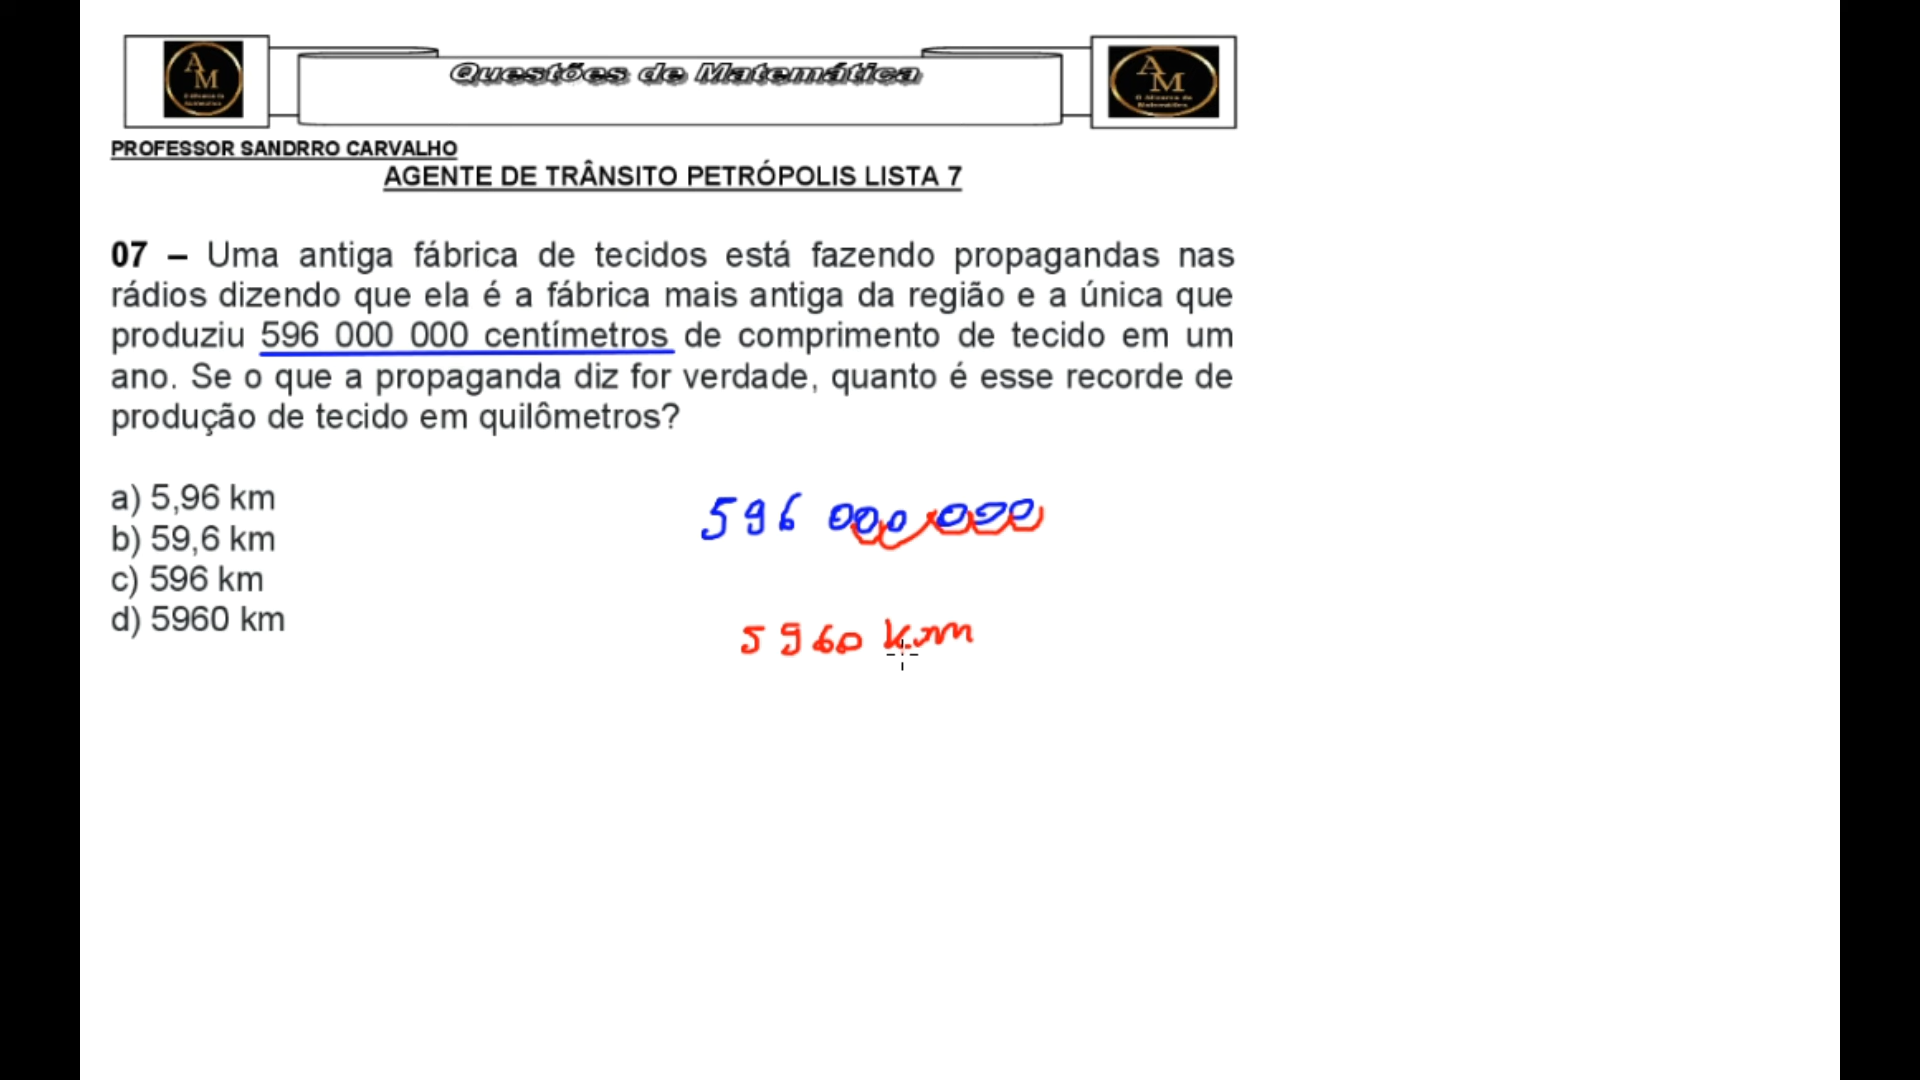 Questões de Matemática
AM
AM
PROFESSOR SANDRRO CARVALHO
AGENTE DE TRÂNSITO PETRÓPOLIS LISTA 7
07 – Uma antiga fábrica de tecidos está fazendo propagandas nas
rádios dizendo que ela é a fábrica mais antiga da região e a única que
produziu 596 000 000 centímetros de comprimento de tecido em um
ano. Se o que a propaganda diz for verdade, quanto é esse recorde de
produção de tecido em quilômetros?
a) 5,96 km
b) 59,6 km
c) 596 km
d) 5960 km
596 000 000
5960 km